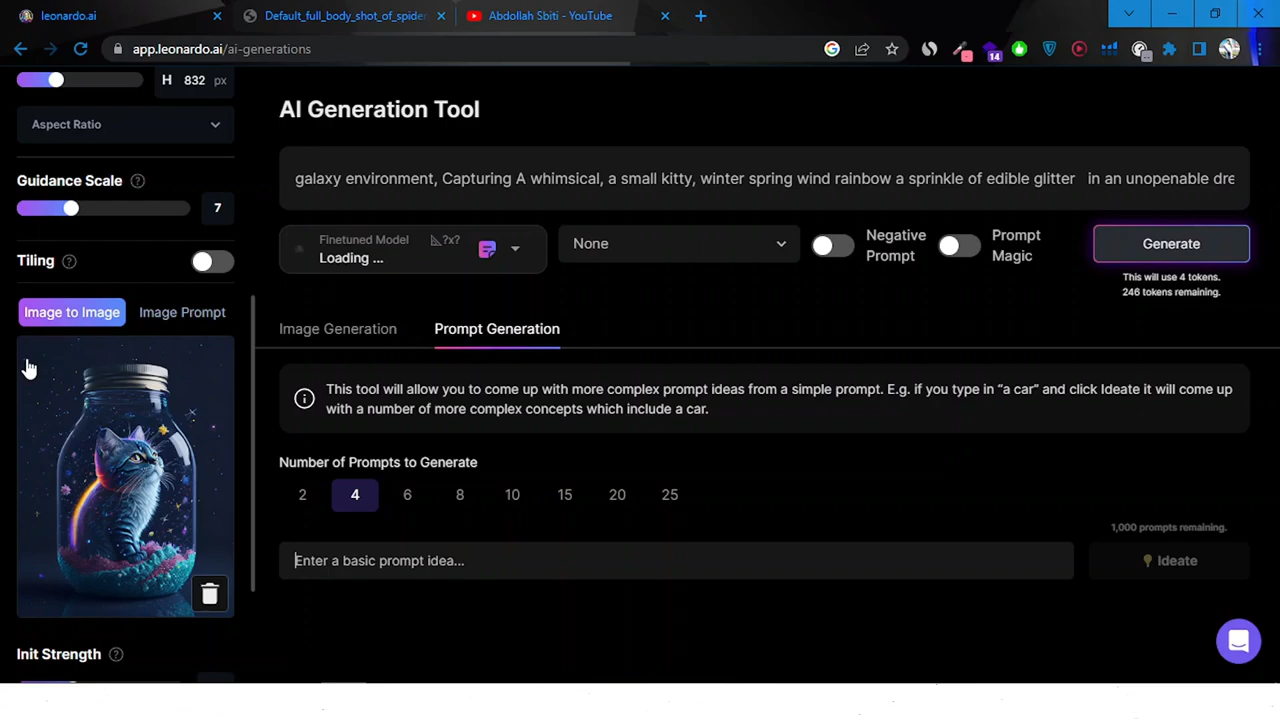 leonardo.ai
Default_full_body_shot_of_spider
Abdollah Sbiti - YouTube
app.leonardo.ai/ai-generations
14
H 832 px
Aspect Ratio
Guidance Scale
7
Tiling
Image to Image
Image Prompt
Init Strength
AI Generation Tool
galaxy environment, Capturing A whimsical, a small kitty, winter spring wind rainbow a sprinkle of edible glitter in an unopenable dre
Finetuned Model
?x?
Loading ...
None
Negative
Prompt
Prompt
Magic
Generate
This will use 4 tokens.
246 tokens remaining.
Image Generation
Prompt Generation
This tool will allow you to come up with more complex prompt ideas from a simple prompt. E.g. if you type in “a car” and click Ideate it will come up
with a number of more complex concepts which include a car.
Number of Prompts to Generate
2 4 6 8 10 15 20 25
1,000 prompts remaining.
Enter a basic prompt idea...
Ideate